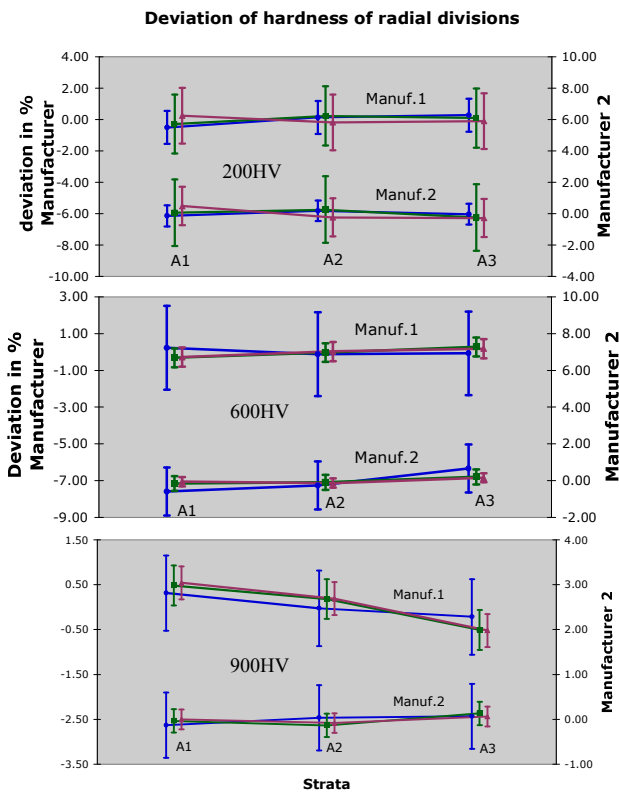 Deviation of hardness of radial divisions
4.00
2.00
0.00
-2.00
-4.00
-6.00
-8.00
-10.00
deviation in %
Manufacturer
10.00
8.00
6.00
4.00
2.00
0.00
-2.00
-4.00
Manufacturer 2
Manuf.1
200HV
Manuf.2
A1
A2
A3
3.00
1.00
-1.00
-3.00
-5.00
-7.00
-9.00
Deviation in %
Manufacturer
10.00
8.00
6.00
4.00
2.00
0.00
-2.00
Manufacturer 2
Manuf.1
600HV
Manuf.2
A1
A2
A3
1.50
0.50
-0.50
-1.50
-2.50
-3.50
4.00
3.00
2.00
1.00
0.00
-1.00
Manufacturer 2
Manuf.1
900HV
Manuf.2
A1
A2
A3
Strata